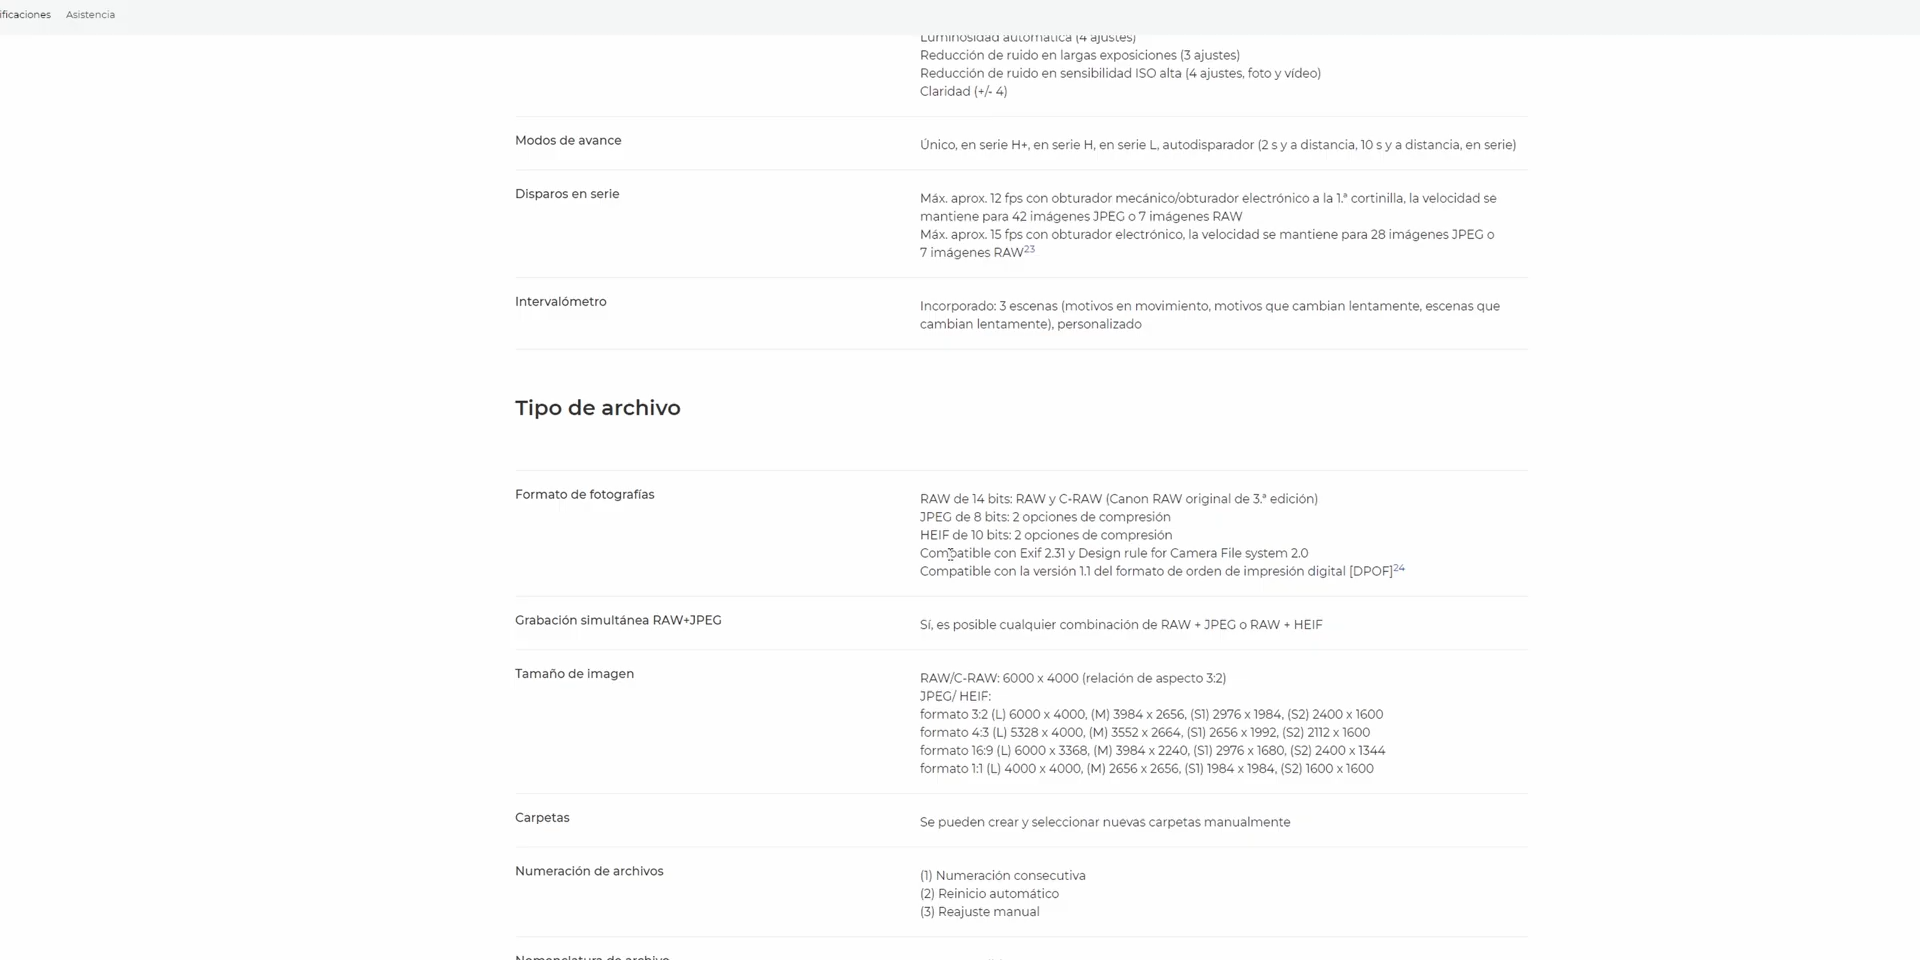 ificaciones Asistencia
Luminosidad automática (4 ajustes)
Reducción de ruido en largas exposiciones (3 ajustes)
Reducción de ruido en sensibilidad ISO alta (4 ajustes, foto y vídeo)
Claridad (+/- 4)
Modos de avance
Único, en serie H+, en serie H, en serie L, autodisparador (2 s y a distancia, 10 s y a distancia, en serie)
Disparos en serie
Máx. aprox. 12 fps con obturador mecánico/obturador electrónico a la 1.ª cortinilla, la velocidad se
mantiene para 42 imágenes JPEG o 7 imágenes RAW
Máx. aprox. 15 fps con obturador electrónico, la velocidad se mantiene para 28 imágenes JPEG o
7 imágenes RAW23
Intervalómetro
Incorporado: 3 escenas (motivos en movimiento, motivos que cambian lentamente, escenas que
cambian lentamente), personalizado
Tipo de archivo
Formato de fotografías
RAW de 14 bits: RAW y C-RAW (Canon RAW original de 3.ª edición)
JPEG de 8 bits: 2 opciones de compresión
HEIF de 10 bits: 2 opciones de compresión
Compatible con Exif 2.31 y Design rule for Camera File system 2.0
Compatible con la versión 1.1 del formato de orden de impresión digital [DPOF]24
Grabación simultánea RAW+JPEG
Sí, es posible cualquier combinación de RAW + JPEG o RAW + HEIF
Tamaño de imagen
RAW/C-RAW: 6000 x 4000 (relación de aspecto 3:2)
JPEG/ HEIF:
formato 3:2 (L) 6000 x 4000, (M) 3984 x 2656, (S1) 2976 x 1984, (S2) 2400 x 1600
formato 4:3 (L) 5328 x 4000, (M) 3552 x 2664, (S1) 2656 x 1992, (S2) 2112 x 1600
formato 16:9 (L) 6000 x 3368, (M) 3984 x 2240, (S1) 2976 x 1680, (S2) 2400 x 1344
formato 1:1 (L) 4000 x 4000, (M) 2656 x 2656, (S1) 1984 x 1984, (S2) 1600 x 1600
Carpetas
Se pueden crear y seleccionar nuevas carpetas manualmente
Numeración de archivos
(1) Numeración consecutiva
(2) Reinicio automático
(3) Reajuste manual
Nomenclatura de archivo